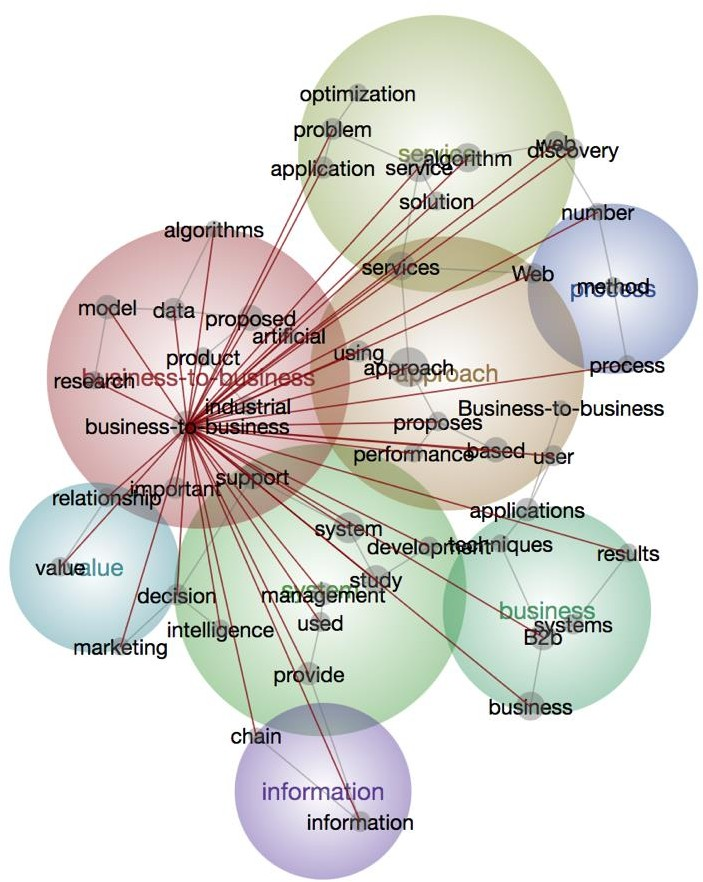 optimization
problem
web
discovery
service
algorithm
application
service
solution
number
algorithms
services
Web
method
process
model
data
proposed
artificial
using
product
approach
approach
process
research
business-to-business
industrial
Business-to-business
business-to-business
proposes
performance
based
user
support
important
relationship
applications
system
development
techniques
results
value
value
study
system
management
decision
business
used
systems
intelligence
B2b
marketing
provide
business
chain
information
information